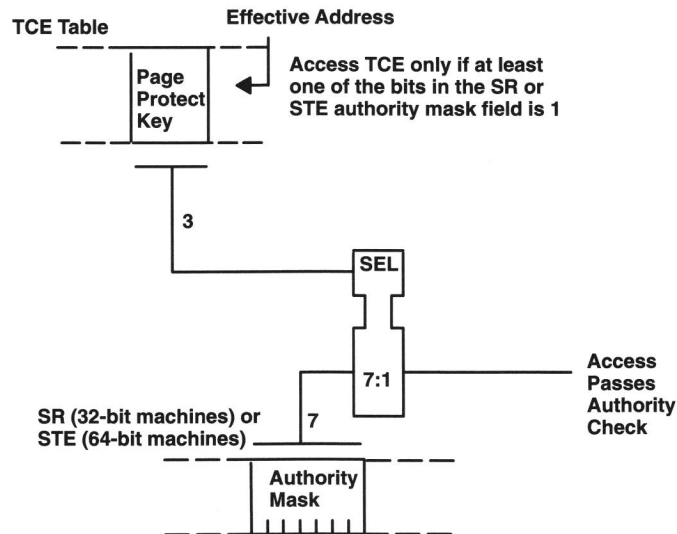 TCE Table
Effective Address
Page
Protect
Key
Access TCE only if at least
one of the bits in the SR or
STE authority mask field is 1
3
SEL
7:1
Access
Passes
Authority
Check
7
SR (32-bit machines) or
STE (64-bit machines)
Authority
Mask